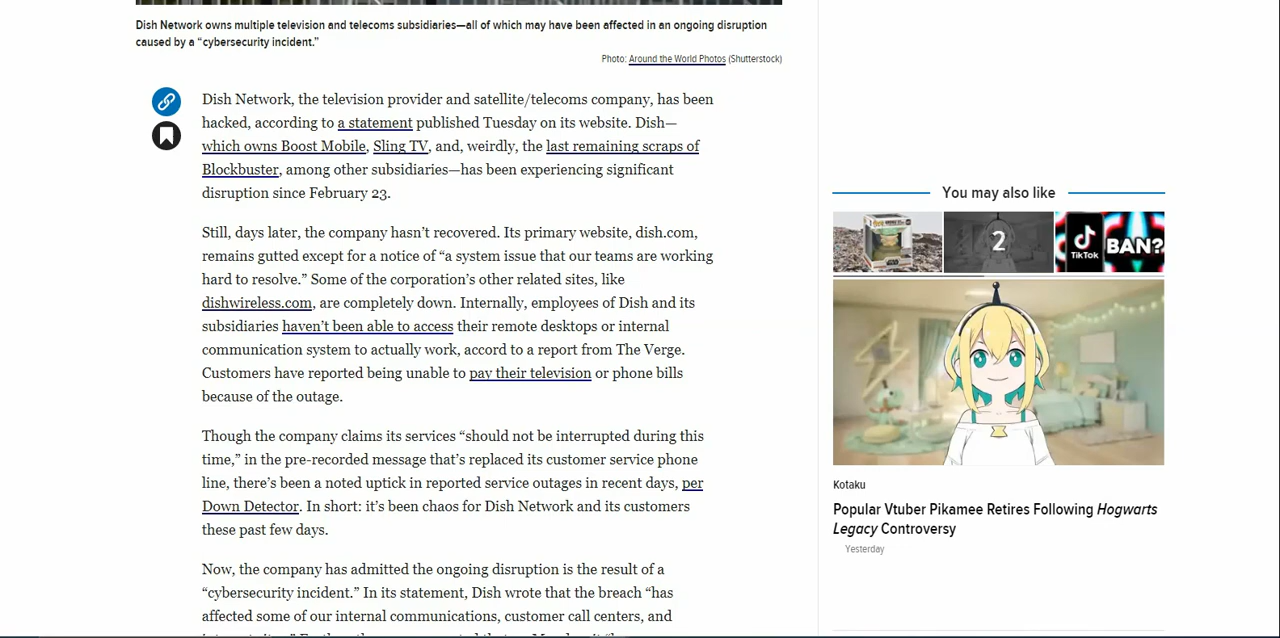 Dish Network owns multiple television and telecoms subsidiaries—all of which may have been affected in an ongoing disruption
caused by a “cybersecurity incident.”
Photo: Around the World Photos (Shutterstock)
Dish Network, the television provider and satellite/telecoms company, has been
hacked, according to a statement published Tuesday on its website. Dish—
which owns Boost Mobile, Sling TV, and, weirdly, the last remaining scraps of
Blockbuster, among other subsidiaries—has been experiencing significant
disruption since February 23.
Still, days later, the company hasn’t recovered. Its primary website, dish.com,
remains gutted except for a notice of “a system issue that our teams are working
hard to resolve.” Some of the corporation’s other related sites, like
dishwireless.com, are completely down. Internally, employees of Dish and its
subsidiaries haven’t been able to access their remote desktops or internal
communication system to actually work, accord to a report from The Verge.
Customers have reported being unable to pay their television or phone bills
because of the outage.
Though the company claims its services “should not be interrupted during this
time,” in the pre-recorded message that’s replaced its customer service phone
line, there’s been a noted uptick in reported service outages in recent days, per
Down Detector. In short: it’s been chaos for Dish Network and its customers
these past few days.
Now, the company has admitted the ongoing disruption is the result of a
“cybersecurity incident.” In its statement, Dish wrote that the breach “has
affected some of our internal communications, customer call centers, and
You may also like
2
TikTok
BAN?
Kotaku
Popular Vtuber Pikamee Retires Following Hogwarts
Legacy Controversy
Yesterday